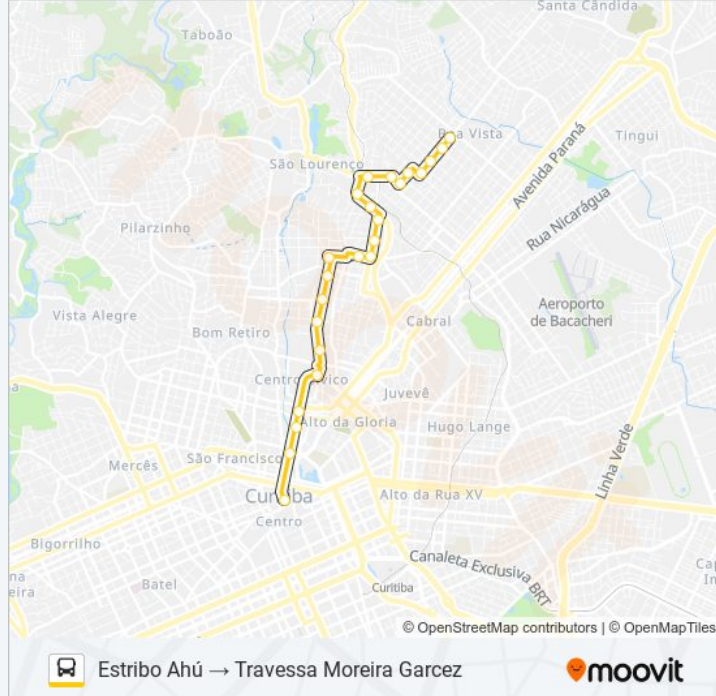 Santa Cândida
Taboão
Boa Vista
Tingui
São Lourenço
Avenida Paraná
Rua Nicarágua
Pilarzinho
Aeroporto
de Bacacheri
Vista Alegre
Cabral
Bom Retiro
Centro Cívico
Juvevê
Alto da Gloria
Hugo Lange
Linha Verde
São Francisco
Mercês
Curitiba
Alto da Rua XV
Centro
Bigorrilho
Canaleta Exclusiva BRT
Batel
Curitiba
© OpenStreetMap contributors | © OpenMapTiles
Estribo Ahú → Travessa Moreira Garcez
moovit